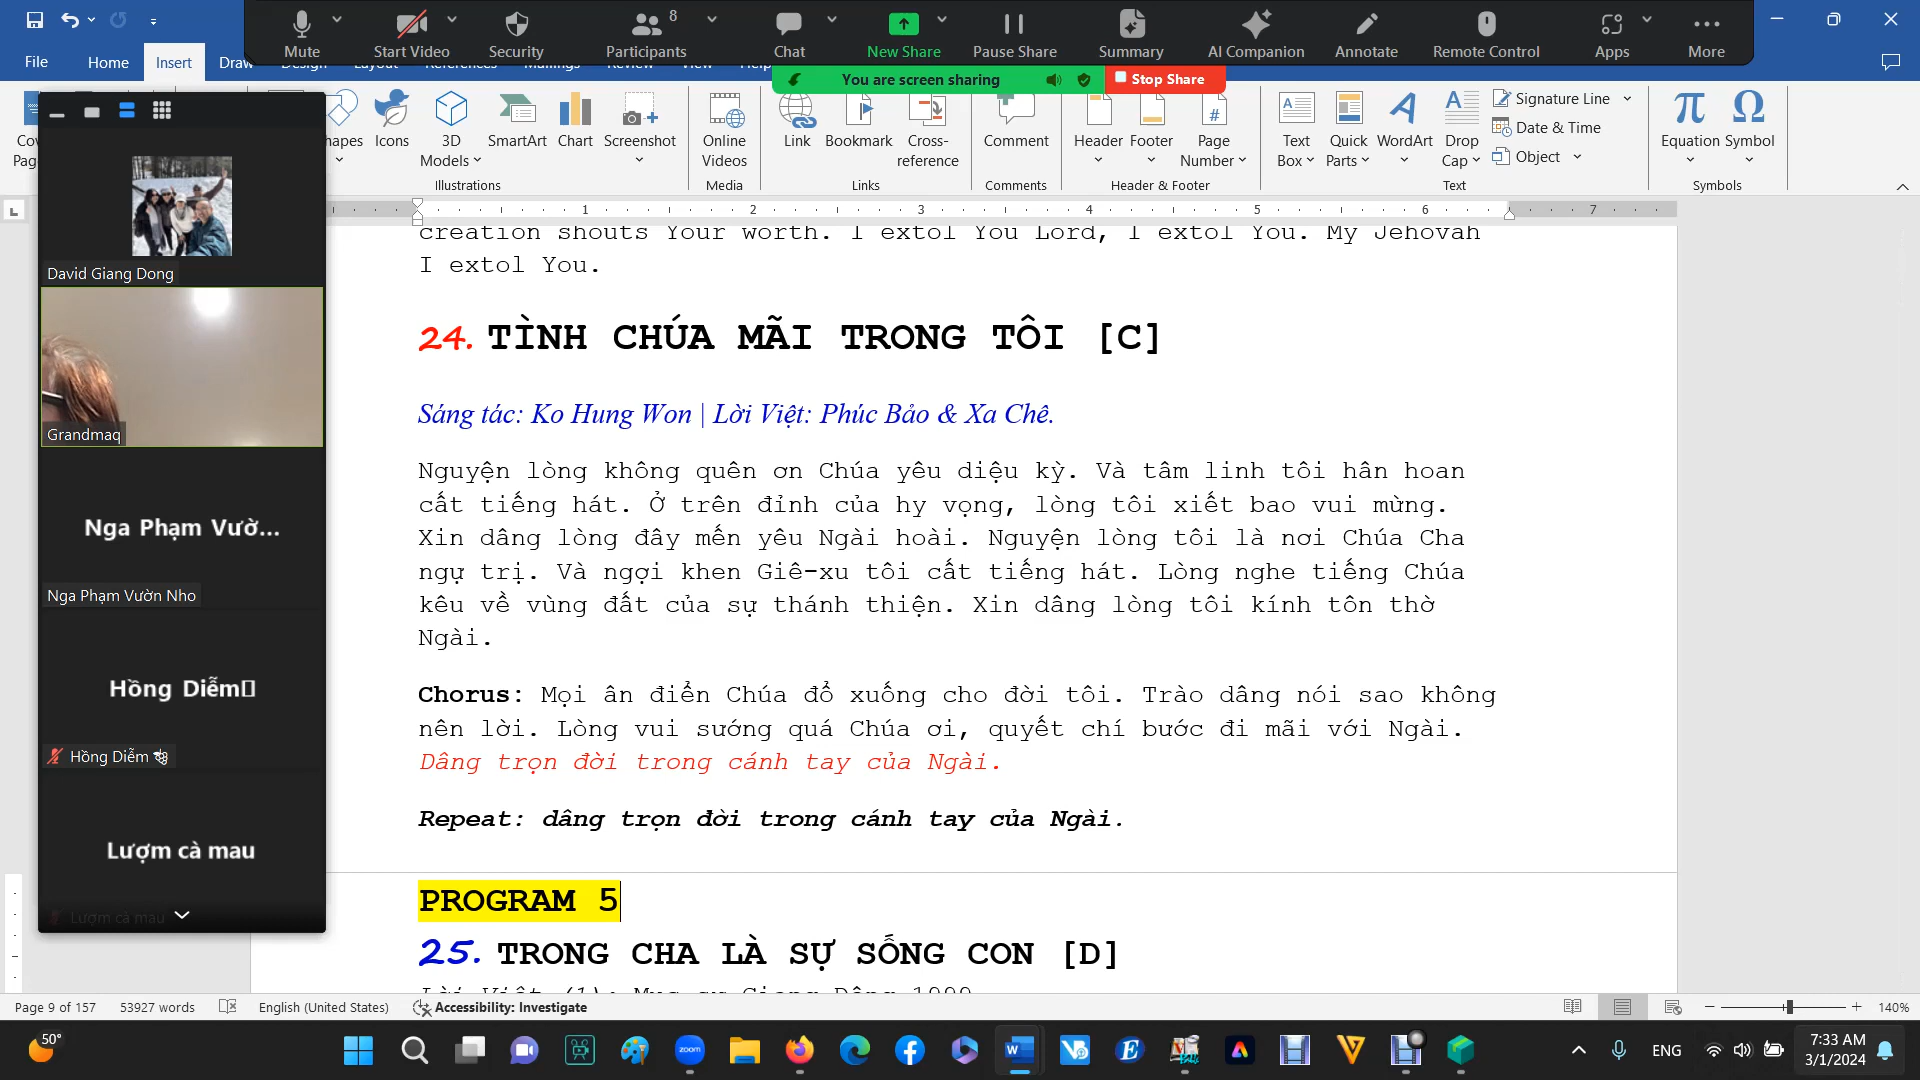 Mute
Start Video
Security
Participants
8
Chat
New Share
Pause Share
Summary
AI Companion
Annotate
Remote Control
Apps
More
File
Home
Insert
Draw
You are screen sharing
Stop Share
Icons
3D Models
SmartArt
Chart
Screenshot
Illustrations
Online Videos
Media
Link
Bookmark
Cross-reference
Links
Comment
Comments
Header
Footer
Page Number
Header & Footer
Text Box
Quick Parts
WordArt
Drop Cap
Signature Line
Date & Time
Object
Text
Equation
Symbol
Symbols
1 2 3 4 5 6 7
David Giang Dong
Grandmaq
Nga Phạm Vườ...
Nga Phạm Vườn Nho
Hồng Diễm
Hồng Diễm
Lượm cà mau
Lượm cà mau
creation shouts Your worth. I extol You Lord, I extol You. My Jehovah
I extol You.
24. TÌNH CHÚA MÃI TRONG TÔI [C]
Sáng tác: Ko Hung Won | Lời Việt: Phúc Bảo & Xa Chê.
Nguyện lòng không quên ơn Chúa yêu diệu kỳ. Và tâm linh tôi hân hoan
cất tiếng hát. Ở trên đỉnh của hy vọng, lòng tôi xiết bao vui mừng.
Xin dâng lòng đây mến yêu Ngài hoài. Nguyện lòng tôi là nơi Chúa Cha
ngự trị. Và ngợi khen Giê-xu tôi cất tiếng hát. Lòng nghe tiếng Chúa
kêu về vùng đất của sự thánh thiện. Xin dâng lòng tôi kính tôn thờ
Ngài.
Chorus: Mọi ân điển Chúa đổ xuống cho đời tôi. Trào dâng nói sao không
nên lời. Lòng vui sướng quá Chúa ơi, quyết chí bước đi mãi với Ngài.
Dâng trọn đời trong cánh tay của Ngài.
Repeat: dâng trọn đời trong cánh tay của Ngài.
PROGRAM 5
25. TRONG CHA LÀ SỰ SỐNG CON [D]
Page 9 of 157
53927 words
English (United States)
Accessibility: Investigate
140%
50°
zoom
ENG
7:33 AM
3/1/2024